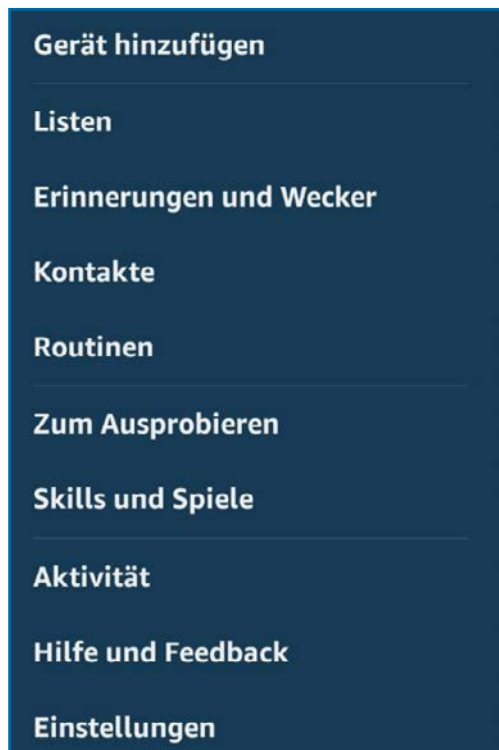 Gerät hinzufügen
Listen
Erinnerungen und Wecker
Kontakte
Routinen
Zum Ausprobieren
Skills und Spiele
Aktivität
Hilfe und Feedback
Einstellungen